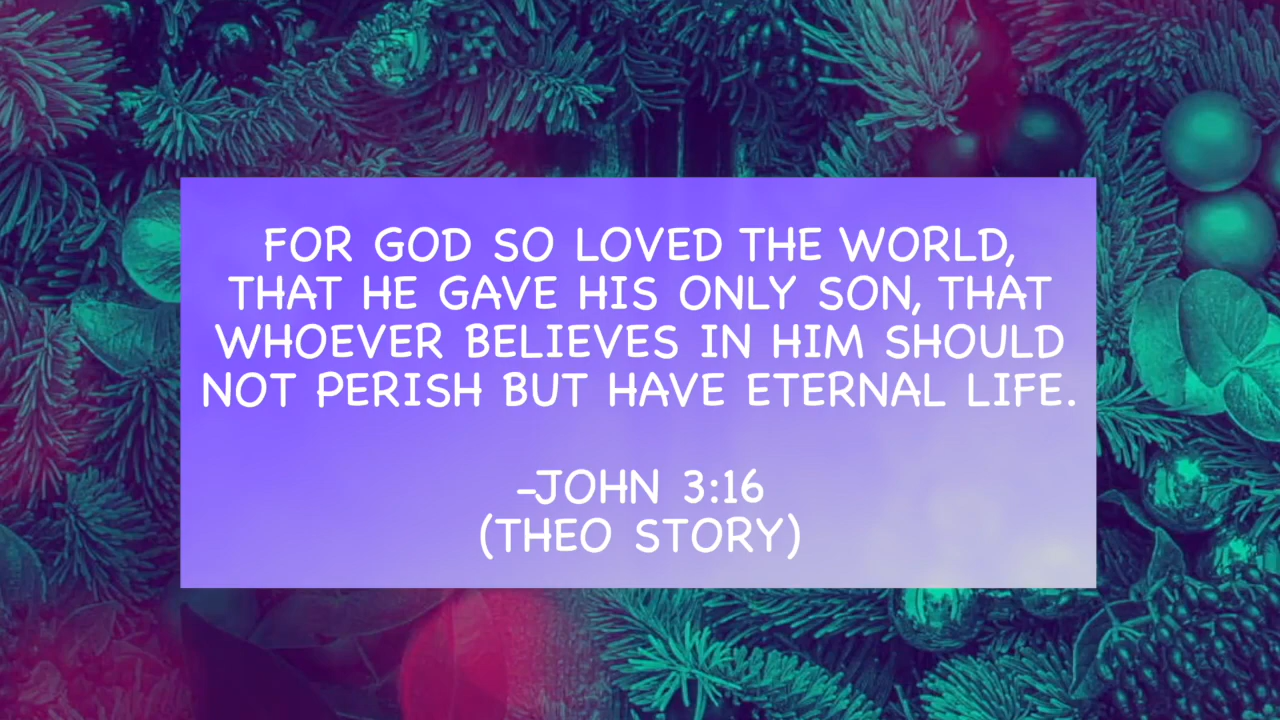 FOR GOD SO LOVED THE WORLD,
THAT HE GAVE HIS ONLY SON, THAT
WHOEVER BELIEVES IN HIM SHOULD
NOT PERISH BUT HAVE ETERNAL LIFE.
-JOHN 3:16
(THEO STORY)